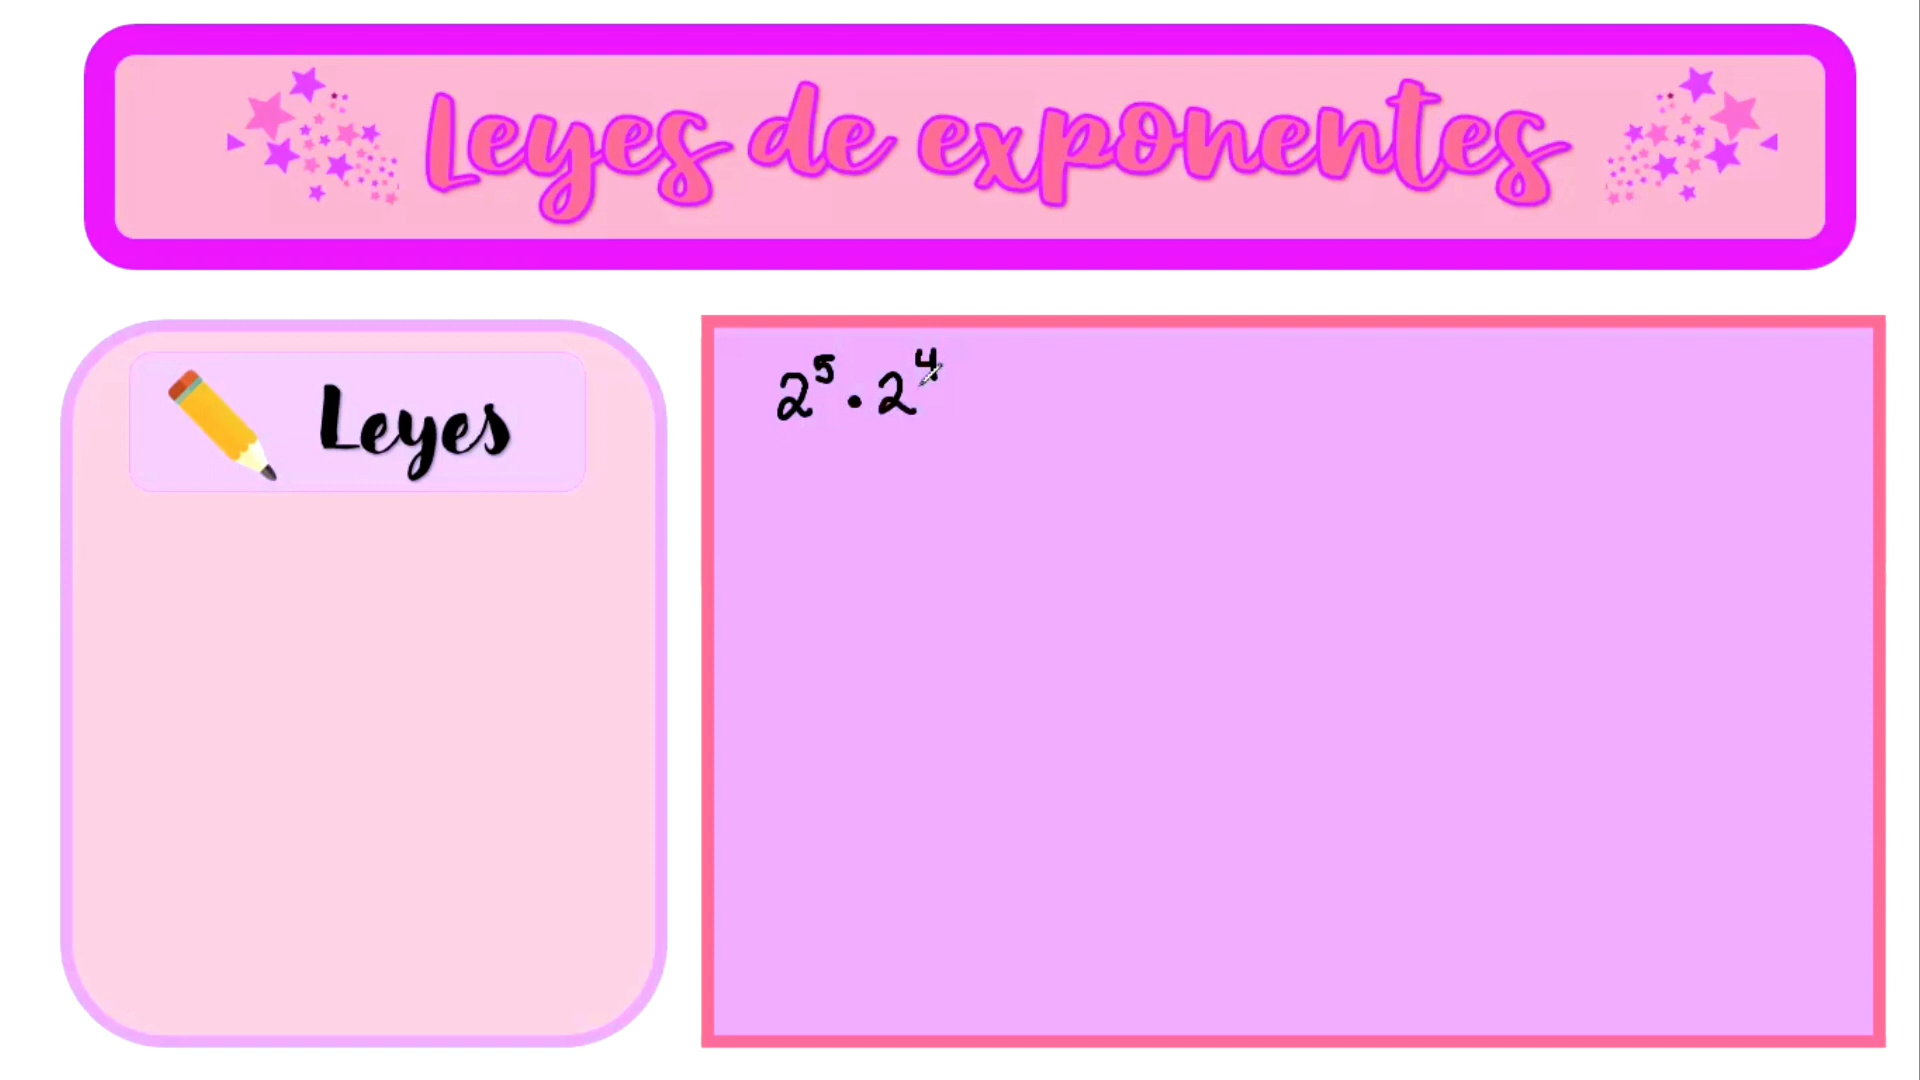 Leyes de exponentes
Leyes
2⁵ · 2⁴